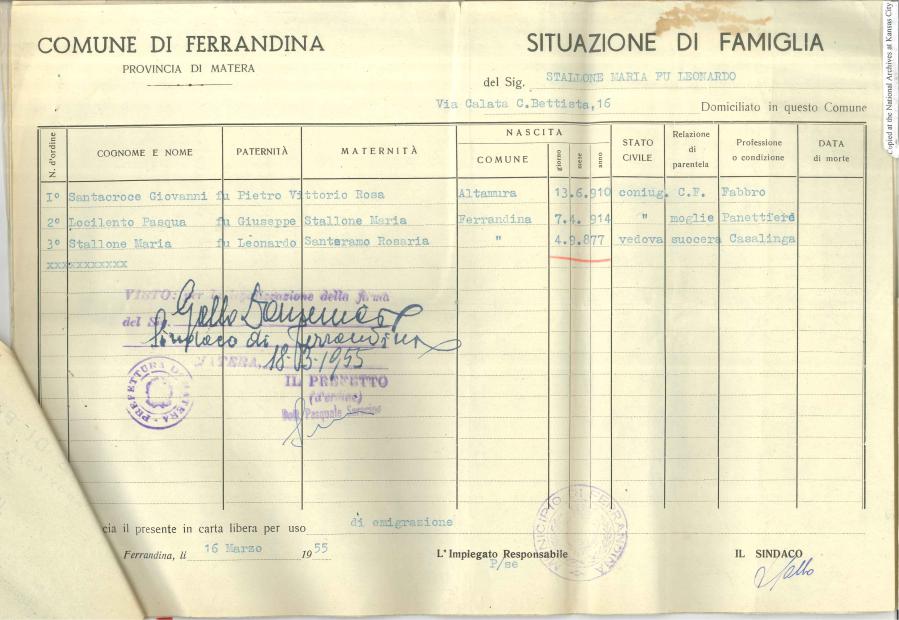 COMUNE DI FERRANDINA
PROVINCIA DI MATERA
SITUAZIONE DI FAMIGLIA
del Sig. STALLONE MARIA FU LEONARDO
Via Calata C.Battista,16 Domiciliato in questo Comune
N. d'ordine COGNOME E NOME PATERNITÀ MATERNITÀ NASCITA COMUNE giorno mese anno STATO CIVILE Relazione di parentela Professione o condizione DATA di morte
1° Santacroce Giovanni fu Pietro Vittorio Rosa Altamura 13.6.910 coniug. C.F. Fabbro
2° Locilento Pasqua fu Giuseppe Stallone Maria Ferrandina 7.4. 914 " moglie Panettiere
3° Stallone Maria fu Leonardo Santeramo Rosaria " 4.9.877 vedova suocera Casalinga
xxxxxxxxxxx
VISTO: per la legalizzazione della firma
del Sig. Gallo
Sindaco di Ferrandina
MATERA, 18-3-1955
IL PREFETTO
(d'ordine)
Dott. Pasquale
PREFETTURA DI MATERA
cia il presente in carta libera per uso di emigrazione
Ferrandina, li 16 Marzo 1955
L'Impiegato Responsabile
P/se
MUNICIPIO DI FERRANDINA
IL SINDACO
Gallo
Copied at the National Archives at Kansas City